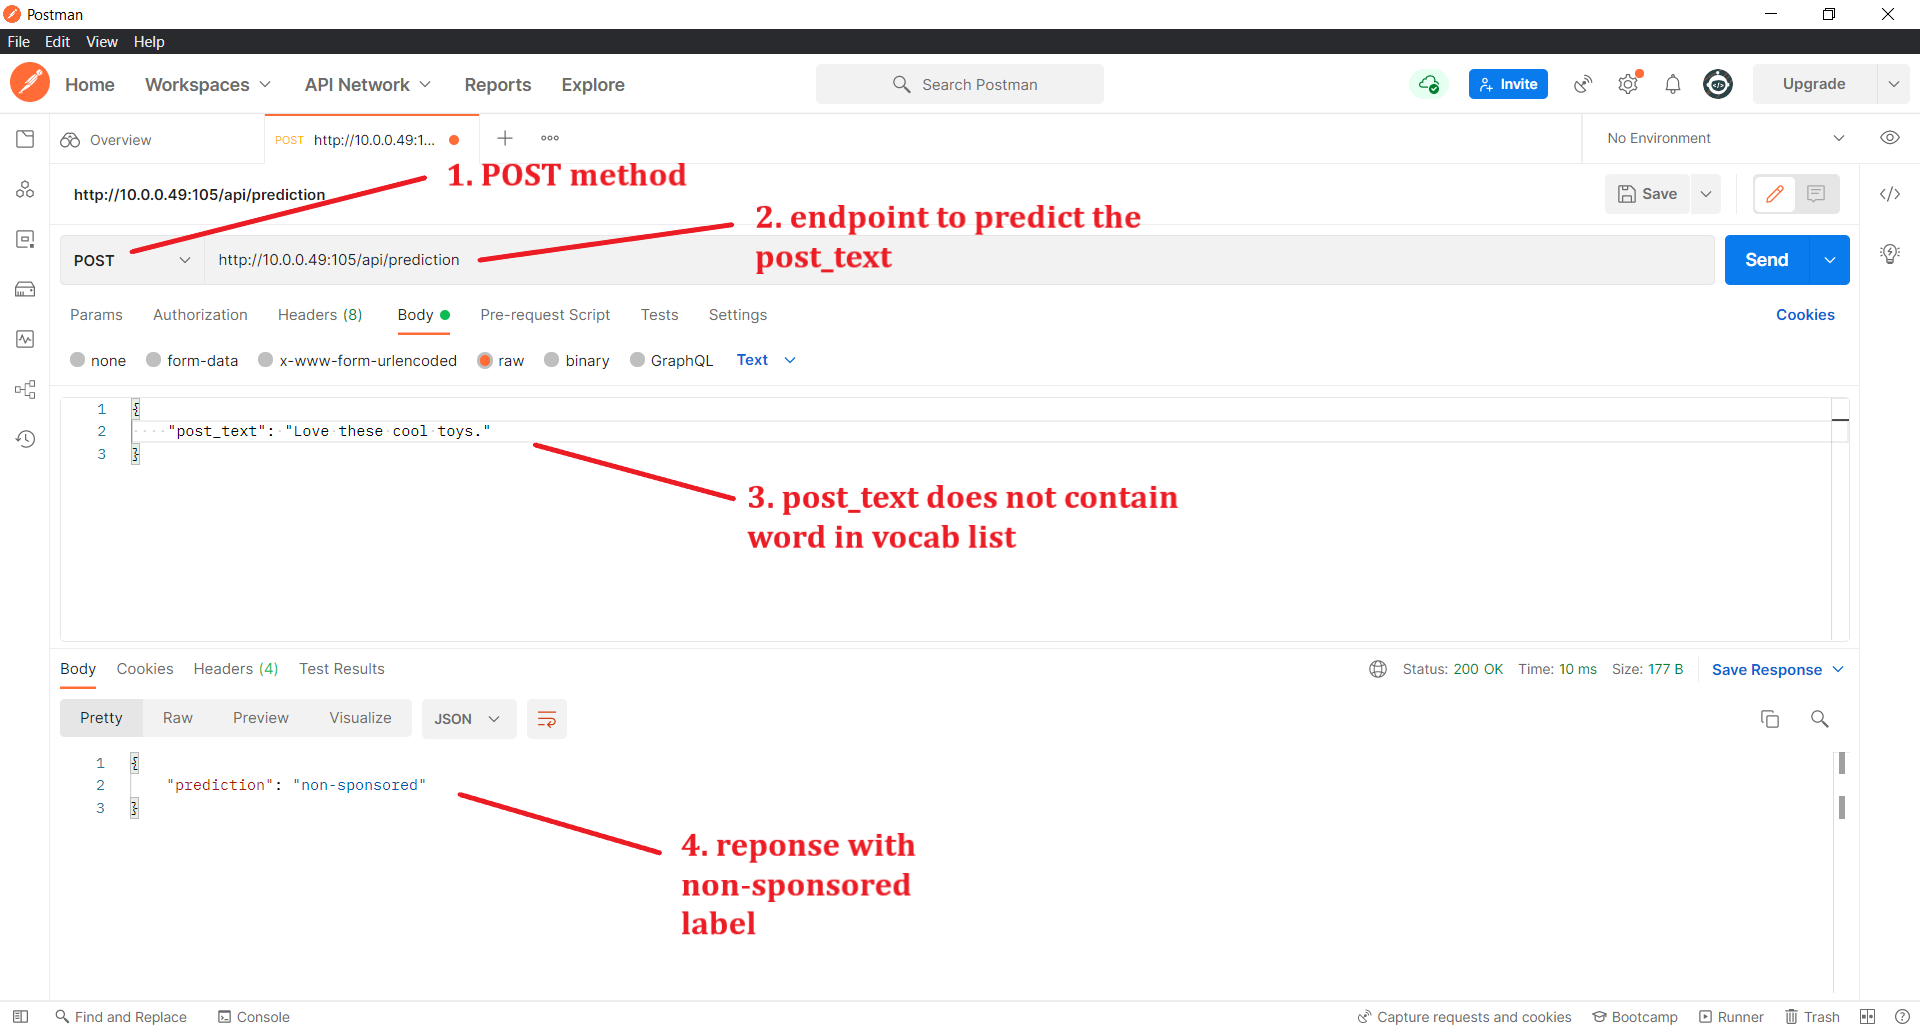 Postman
File Edit View Help
Home Workspaces API Network Reports Explore Search Postman Invite Upgrade
Overview POST http://10.0.0.49:1... No Environment
1. POST method
http://10.0.0.49:105/api/prediction Save
2. endpoint to predict the
post_text
POST http://10.0.0.49:105/api/prediction Send
Params Authorization Headers (8) Body Pre-request Script Tests Settings Cookies
none form-data x-www-form-urlencoded raw binary GraphQL Text
1 {
2 "post_text": "Love these cool toys."
3 }
3. post_text does not contain
word in vocab list
Body Cookies Headers (4) Test Results Status: 200 OK Time: 10 ms Size: 177 B Save Response
Pretty Raw Preview Visualize JSON
1 {
2 "prediction": "non-sponsored"
3 }
4. reponse with
non-sponsored
label
Find and Replace Console Capture requests and cookies Bootcamp Runner Trash